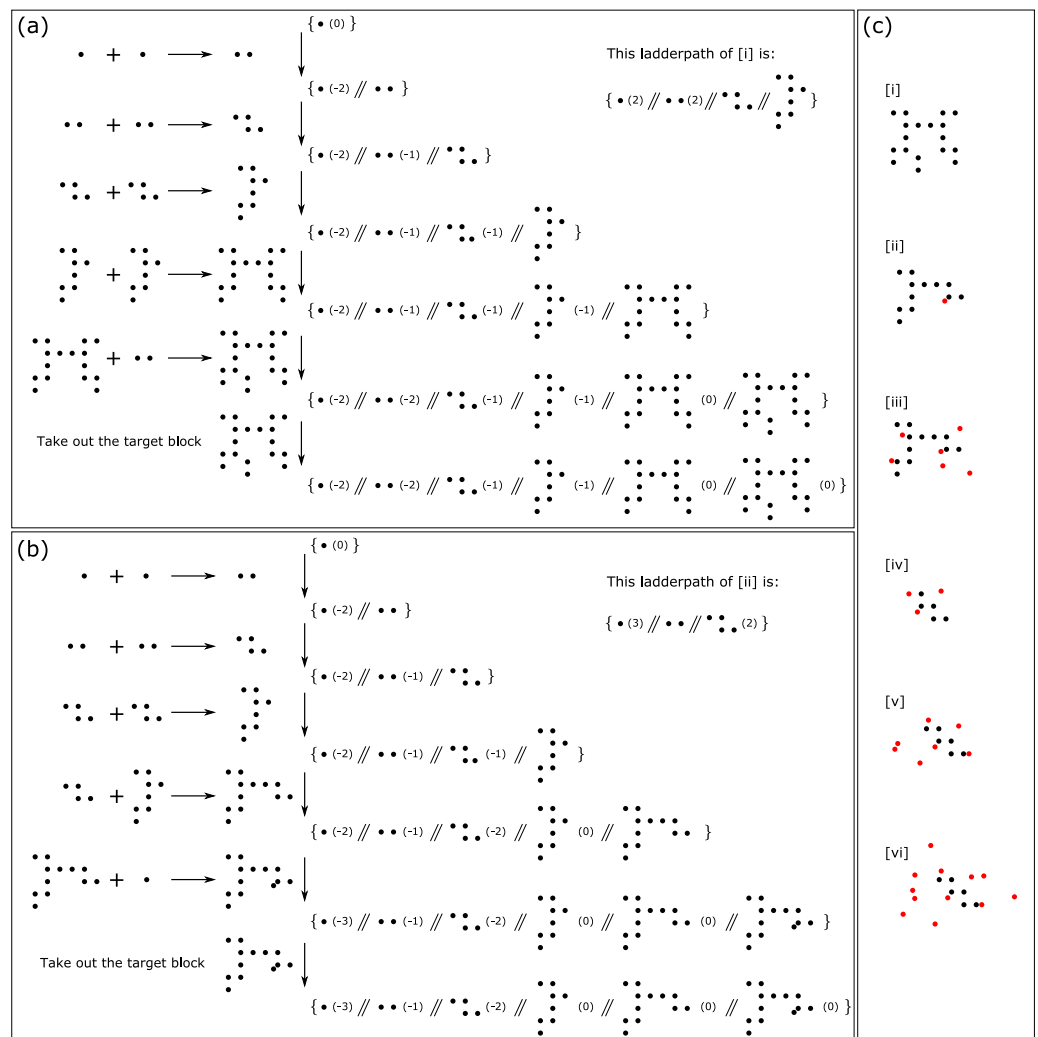 (a)
{ • (0) }
+
This ladderpath of [i] is:
{ • (2) // •• (2) // // }
{ • (-2) // •• }
+
{ • (-2) // •• (-1) // }
+
{ • (-2) // •• (-1) // (-1) // }
+
{ • (-2) // •• (-1) // (-1) // (-1) // }
+
{ • (-2) // •• (-2) // (-1) // (-1) // (0) // }
Take out the target block
{ • (-2) // •• (-2) // (-1) // (-1) // (0) // (0) }
(b)
{ • (0) }
+
This ladderpath of [ii] is:
{ • (3) // •• // (2) }
{ • (-2) // •• }
+
{ • (-2) // •• (-1) // }
+
{ • (-2) // •• (-1) // (-1) // }
+
{ • (-2) // •• (-1) // (-2) // (0) // }
+
{ • (-3) // •• (-1) // (-2) // (0) // (0) // }
Take out the target block
{ • (-3) // •• (-1) // (-2) // (0) // (0) // (0) }
(c)
[i]
[ii]
[iii]
[iv]
[v]
[vi]